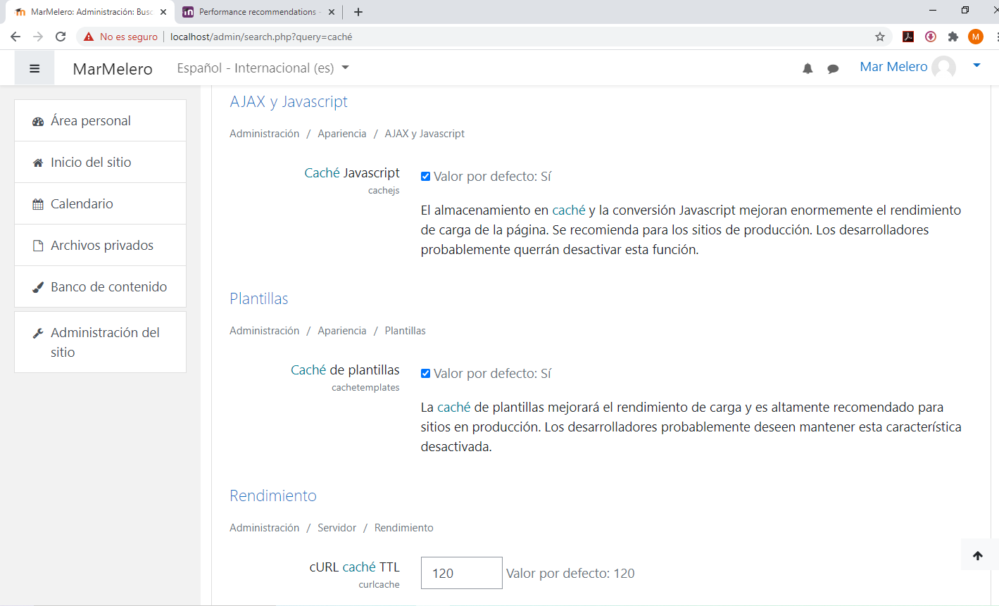 MarMelero: Administración: Busc
Performance recommendations -
No es seguro
localhost/admin/search.php?query=caché
M
MarMelero
Español - Internacional (es)
Mar Melero
Área personal
Inicio del sitio
Calendario
Archivos privados
Banco de contenido
Administración del
sitio
AJAX y Javascript
Administración / Apariencia / AJAX y Javascript
Caché Javascript
cachejs
Valor por defecto: Sí
El almacenamiento en caché y la conversión Javascript mejoran enormemente el rendimiento
de carga de la página. Se recomienda para los sitios de producción. Los desarrolladores
probablemente querrán desactivar esta función.
Plantillas
Administración / Apariencia / Plantillas
Caché de plantillas
cachetemplates
Valor por defecto: Sí
La caché de plantillas mejorará el rendimiento de carga y es altamente recomendado para
sitios en producción. Los desarrolladores probablemente deseen mantener esta característica
desactivada.
Rendimiento
Administración / Servidor / Rendimiento
cURL caché TTL
curlcache
120
Valor por defecto: 120